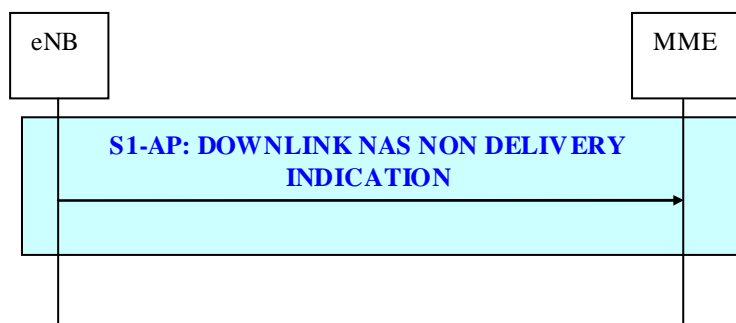 eNB
MME
S1-AP: DOWNLINK NAS NON DELIVERY
INDICATION